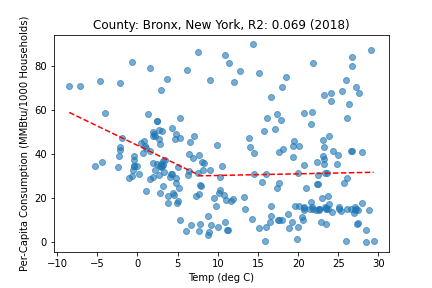 County: Bronx, New York, R2: 0.069 (2018)
Per-Capita Consumption (MMBtu/1000 Households)
80
60
40
20
0
−10 −5 0 5 10 15 20 25 30
Temp (deg C)